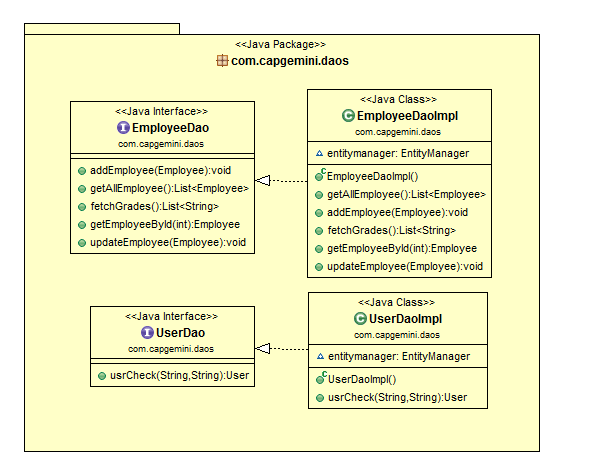 <<Java Package>>
com.capgemini.daos
<<Java Interface>>
EmployeeDao
com.capgemini.daos
addEmployee(Employee):void
getAllEmployee():List<Employee>
fetchGrades():List<String>
getEmployeeById(int):Employee
updateEmployee(Employee):void
<<Java Class>>
EmployeeDaoImpl
com.capgemini.daos
entitymanager: EntityManager
EmployeeDaoImpl()
getAllEmployee():List<Employee>
addEmployee(Employee):void
fetchGrades():List<String>
getEmployeeById(int):Employee
updateEmployee(Employee):void
<<Java Interface>>
UserDao
com.capgemini.daos
usrCheck(String,String):User
<<Java Class>>
UserDaoImpl
com.capgemini.daos
entitymanager: EntityManager
UserDaoImpl()
usrCheck(String,String):User